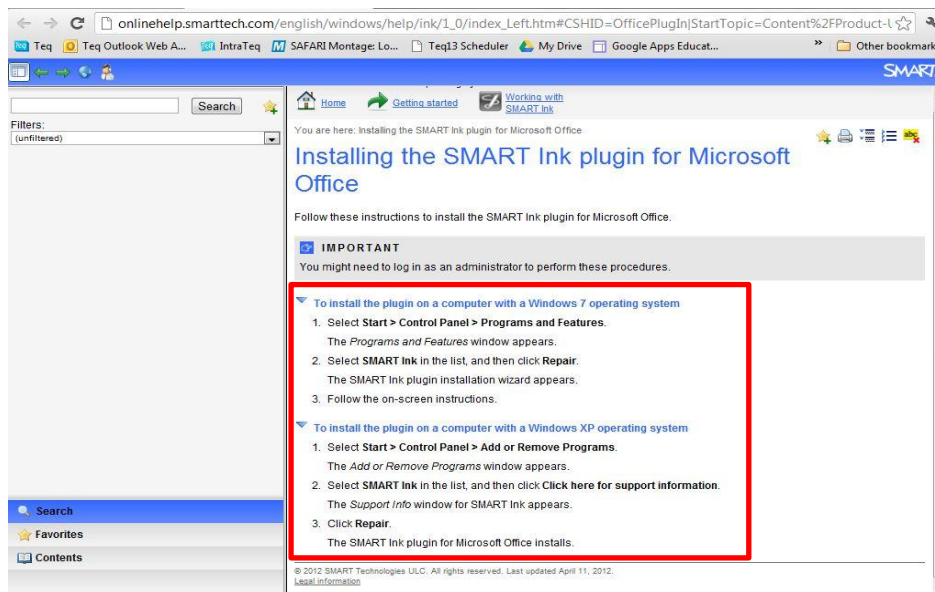 onlinehelp.smarttech.com/english/windows/help/ink/1_0/index_Left.htm#CSHID=OfficePlugIn|StartTopic=Content%2FProduct-U
Teq Teq Outlook Web A... IntraTeq SAFARI Montage: Lo... Teq13 Scheduler My Drive Google Apps Educat... » Other bookmark
SMART
Search
Filters:
(unfiltered)
Home Getting started Working with
SMART Ink
You are here: Installing the SMART Ink plugin for Microsoft Office
Installing the SMART Ink plugin for Microsoft
Office
Follow these instructions to install the SMART Ink plugin for Microsoft Office.
IMPORTANT
You might need to log in as an administrator to perform these procedures.
To install the plugin on a computer with a Windows 7 operating system
1. Select Start > Control Panel > Programs and Features.
The Programs and Features window appears.
2. Select SMART Ink in the list, and then click Repair.
The SMART Ink plugin installation wizard appears.
3. Follow the on-screen instructions.
To install the plugin on a computer with a Windows XP operating system
1. Select Start > Control Panel > Add or Remove Programs.
The Add or Remove Programs window appears.
2. Select SMART Ink in the list, and then click Click here for support information.
The Support Info window for SMART Ink appears.
3. Click Repair.
The SMART Ink plugin for Microsoft Office installs.
Search
Favorites
Contents
© 2012 SMART Technologies ULC. All rights reserved. Last updated April 11, 2012.
Legal information